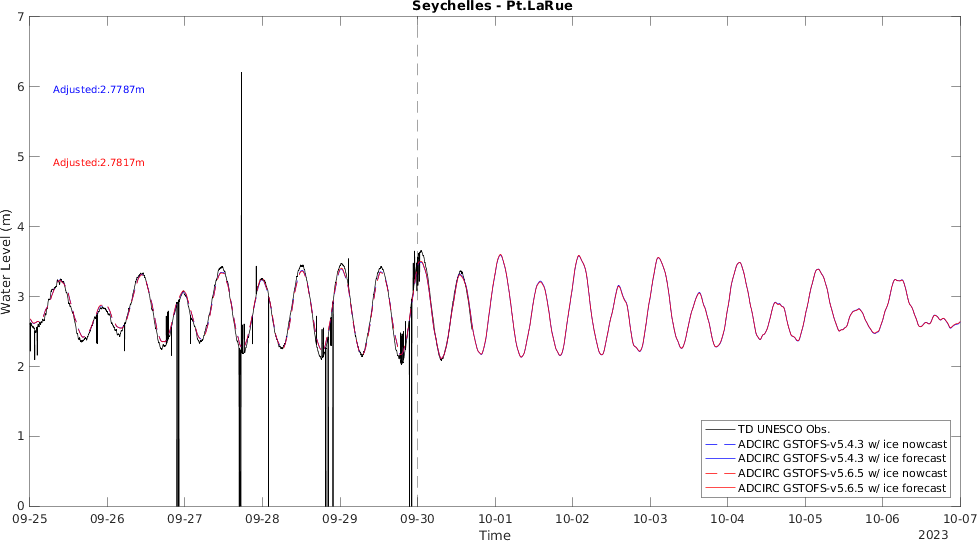 Seychelles - Pt.LaRue
7
6
5
4
3
2
1
0
Water Level (m)
Adjusted:2.7787m
Adjusted:2.7817m
TD UNESCO Obs.
ADCIRC GSTOFS-v5.4.3 w/ ice nowcast
ADCIRC GSTOFS-v5.4.3 w/ ice forecast
ADCIRC GSTOFS-v5.6.5 w/ ice nowcast
ADCIRC GSTOFS-v5.6.5 w/ ice forecast
09-25 09-26 09-27 09-28 09-29 09-30 10-01 10-02 10-03 10-04 10-05 10-06 10-07
Time
2023